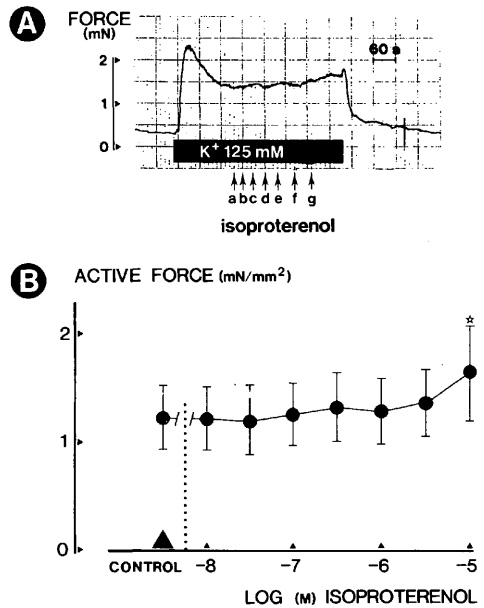 A FORCE
(mN)
60 s
2
1
0
K+ 125 mM
a b c d e f g
isoproterenol
B ACTIVE FORCE (mN/mm²)
☆
2
1
0
CONTROL -8 -7 -6 -5
LOG (M) ISOPROTERENOL